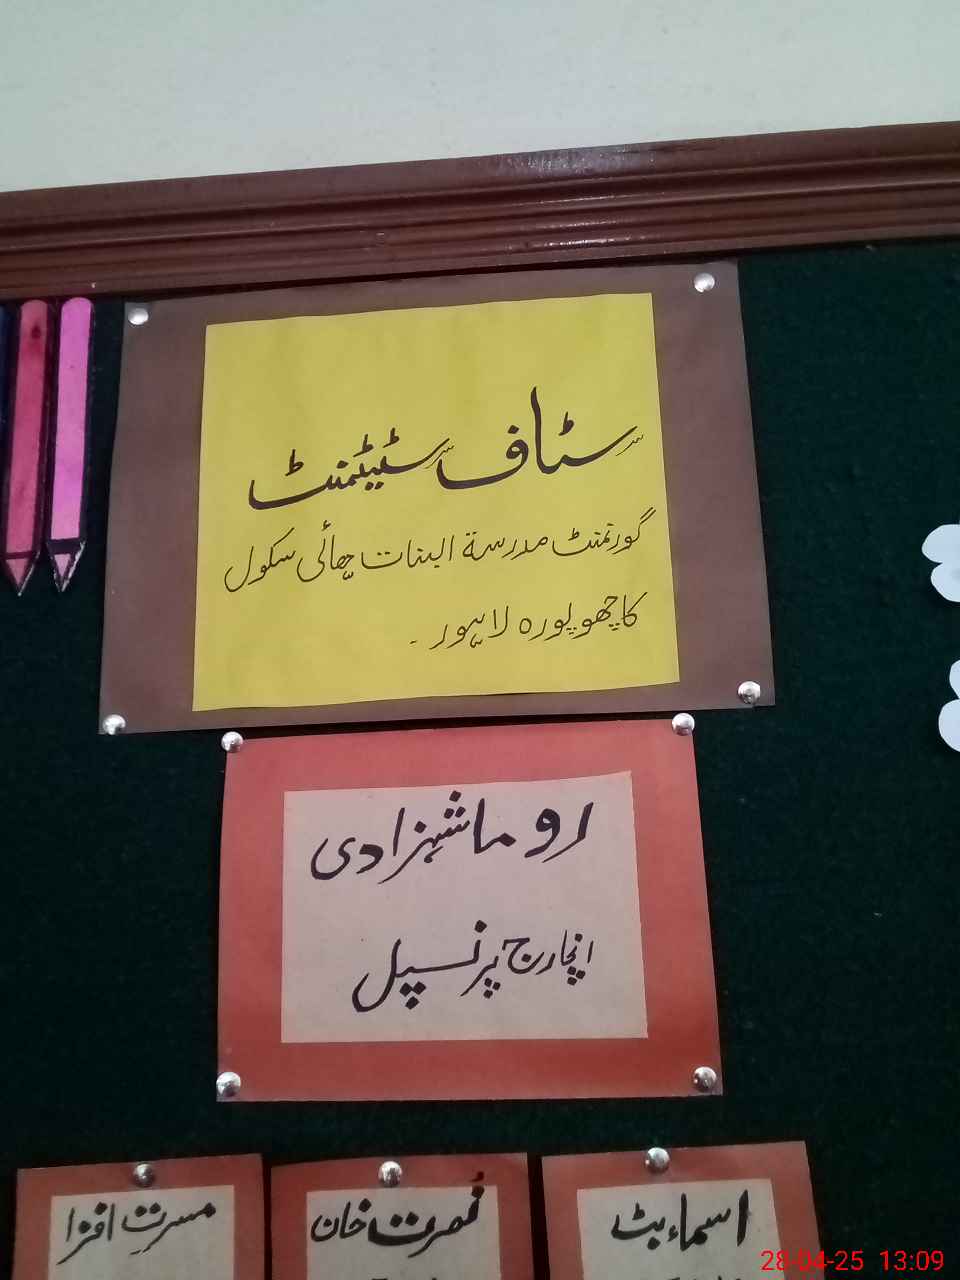 سٹاف سٹیٹمنٹ
گورنمنٹ مدرسۃ البنات ہائی سکول
کاچھوپورہ لاہور ۔
روما شہزادی
انچارج پرنسپل
اسماء بٹ
نُصرت خان
مسرت افزا
28-04-25 13:09